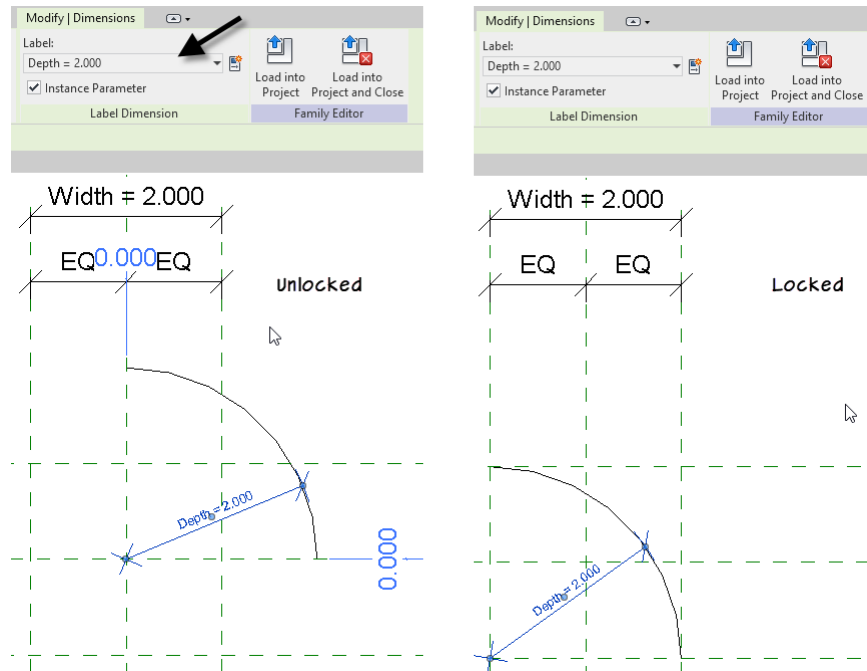 Modify | Dimensions
Label:
Depth = 2.000
Instance Parameter
Load into
Project
Load into
Project and Close
Label Dimension
Family Editor
Width = 2.000
EQ 0.000 EQ
Unlocked
Depth = 2.000
0.000
Modify | Dimensions
Label:
Depth = 2.000
Instance Parameter
Load into
Project
Load into
Project and Close
Label Dimension
Family Editor
Width = 2.000
EQ EQ
Locked
Depth = 2.000